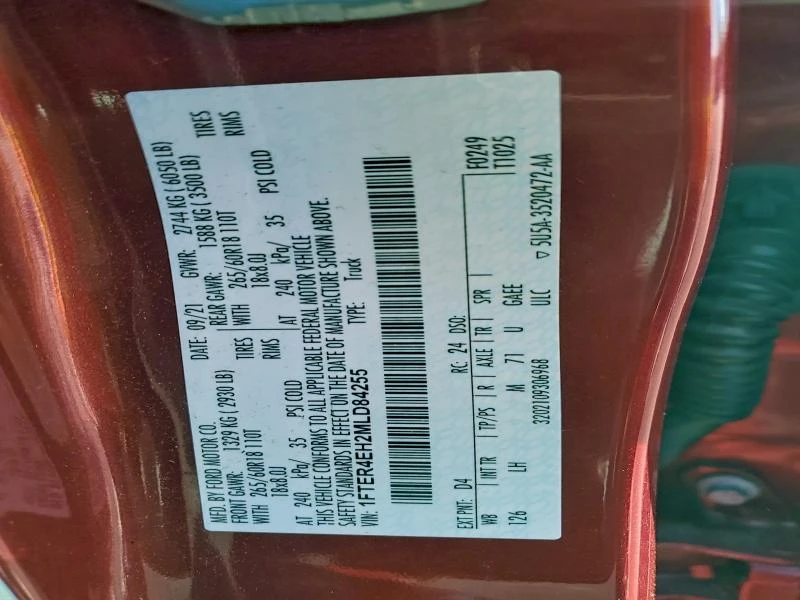 MFD. BY FORD MOTOR CO. DATE: 09/21 GVWR: 2744 KG (6050 LB)
FRONT GAWR: 1329 KG (2930 LB) REAR GAWR: 1588 KG (3500 LB)
WITH 265/60R18 110T TIRES WITH 265/60R18 110T TIRES
18x8.0J RIMS 18x8.0J RIMS
AT 240 kPa/ 35 PSI COLD AT 240 kPa/ 35 PSI COLD
THIS VEHICLE CONFORMS TO ALL APPLICABLE FEDERAL MOTOR VEHICLE
SAFETY STANDARDS IN EFFECT ON THE DATE OF MANUFACTURE SHOWN ABOVE.
VIN: 1FTER4EH2MLD84255 TYPE: Truck
F0249
EXT PNT: D4 RC: 24 DSO: T1025
WB INT TR TP/PS R AXLE TR SPR
126 LH M 71 U GAEE
3202109306968 ULC ▽ 5U5A-3520472-AA